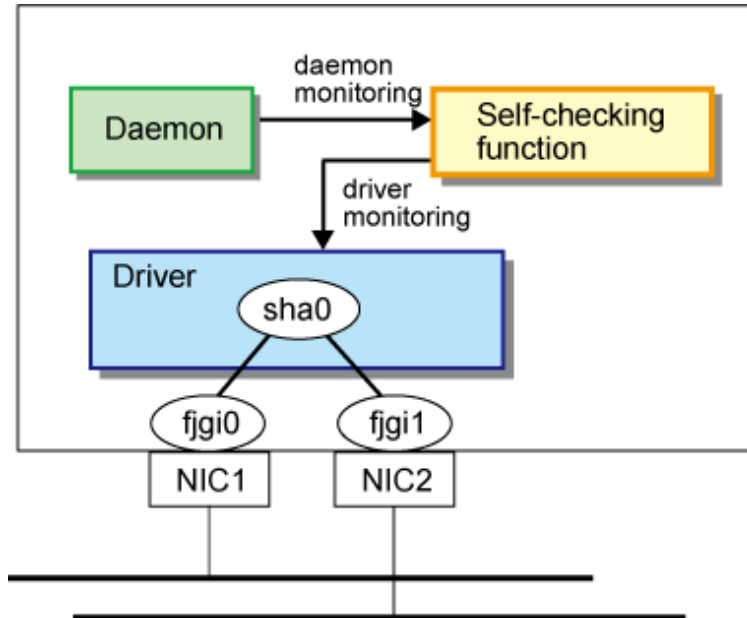 daemon
monitoring
Daemon
Self-checking
function
driver
monitoring
Driver
sha0
fjgi0
fjgi1
NIC1
NIC2